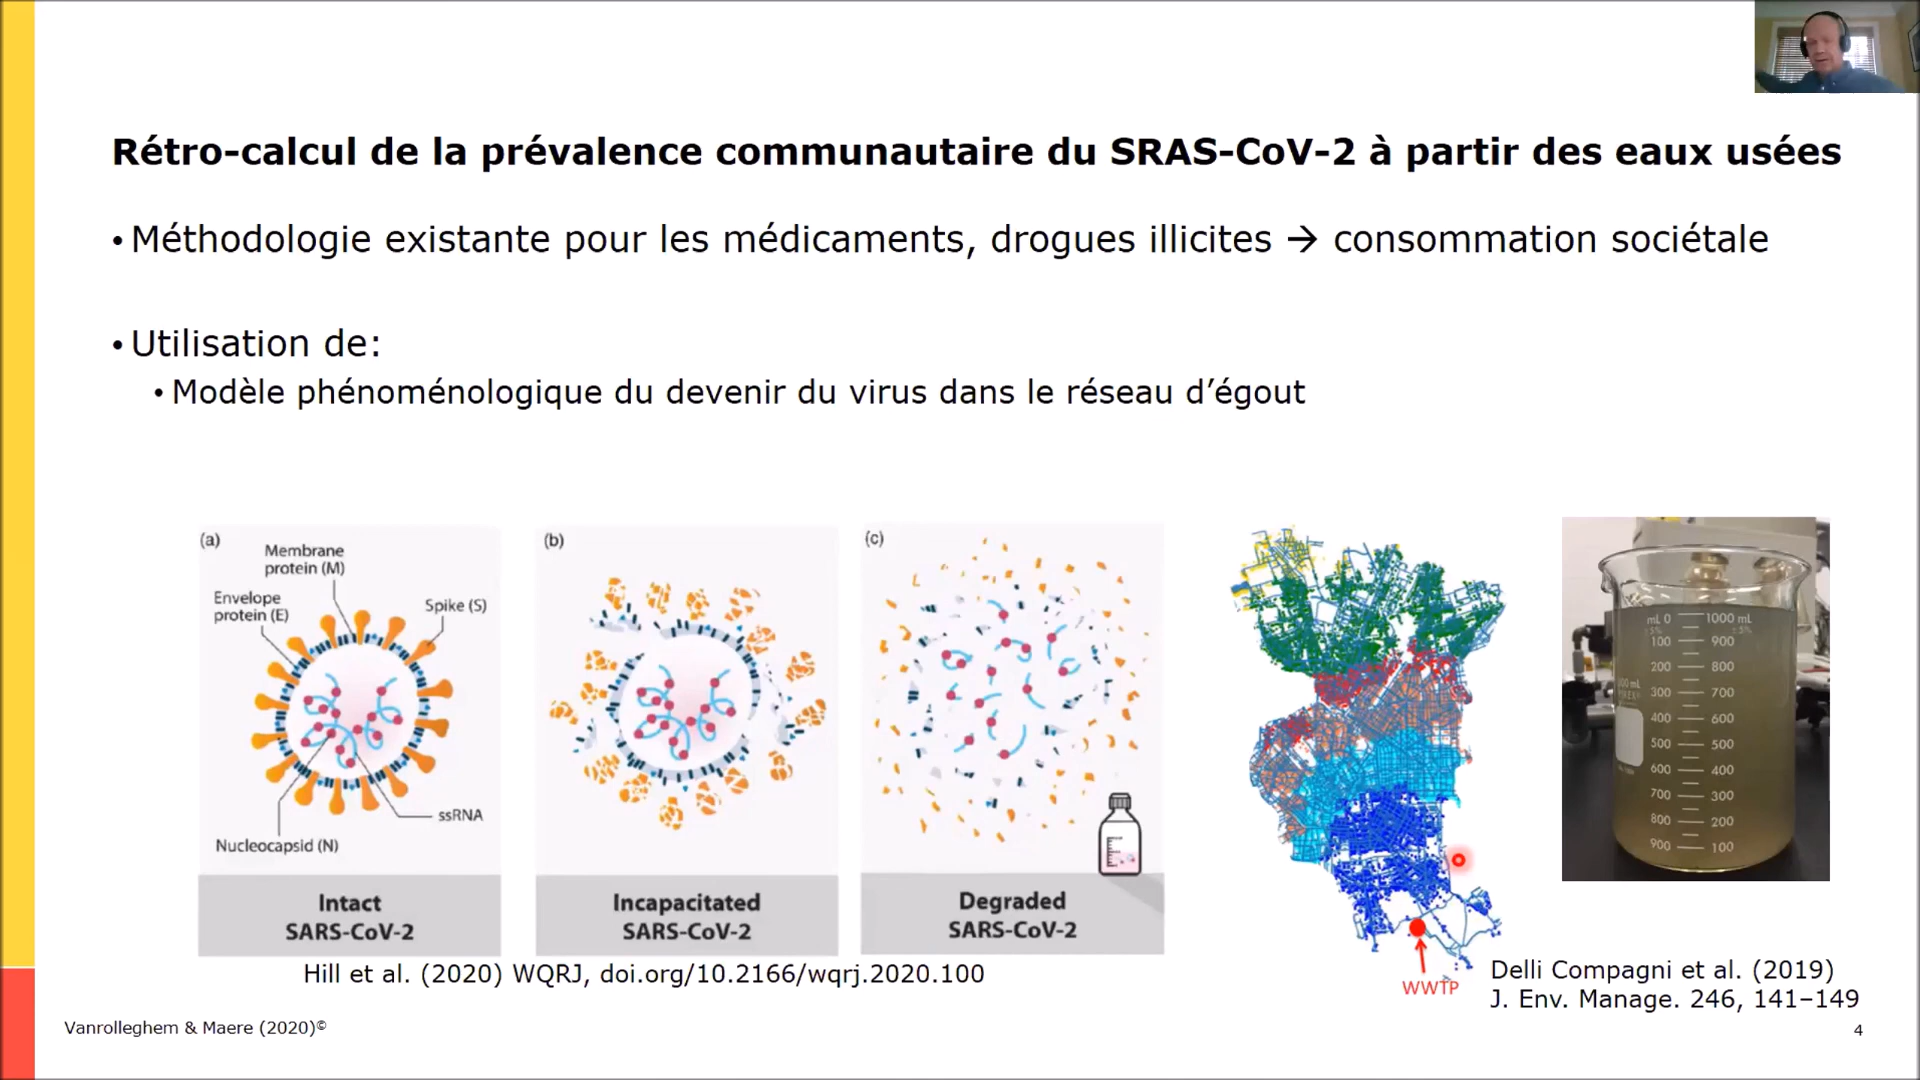 Rétro-calcul de la prévalence communautaire du SRAS-CoV-2 à partir des eaux usées
• Méthodologie existante pour les médicaments, drogues illicites → consommation sociétale
• Utilisation de:
• Modèle phénoménologique du devenir du virus dans le réseau d’égout
(a)
Membrane
protein (M)
Envelope
protein (E)
Spike (S)
ssRNA
Nucleocapsid (N)
Intact
SARS-CoV-2
(b)
Incapacitated
SARS-CoV-2
(c)
Degraded
SARS-CoV-2
Hill et al. (2020) WQRJ, doi.org/10.2166/wqrj.2020.100
WWTP
mL 0 1000 mL
100 900
200 800
300 700
400 600
500 500
600 400
700 300
800 200
900 100
Delli Compagni et al. (2019)
J. Env. Manage. 246, 141–149
Vanrolleghem & Maere (2020)©
4